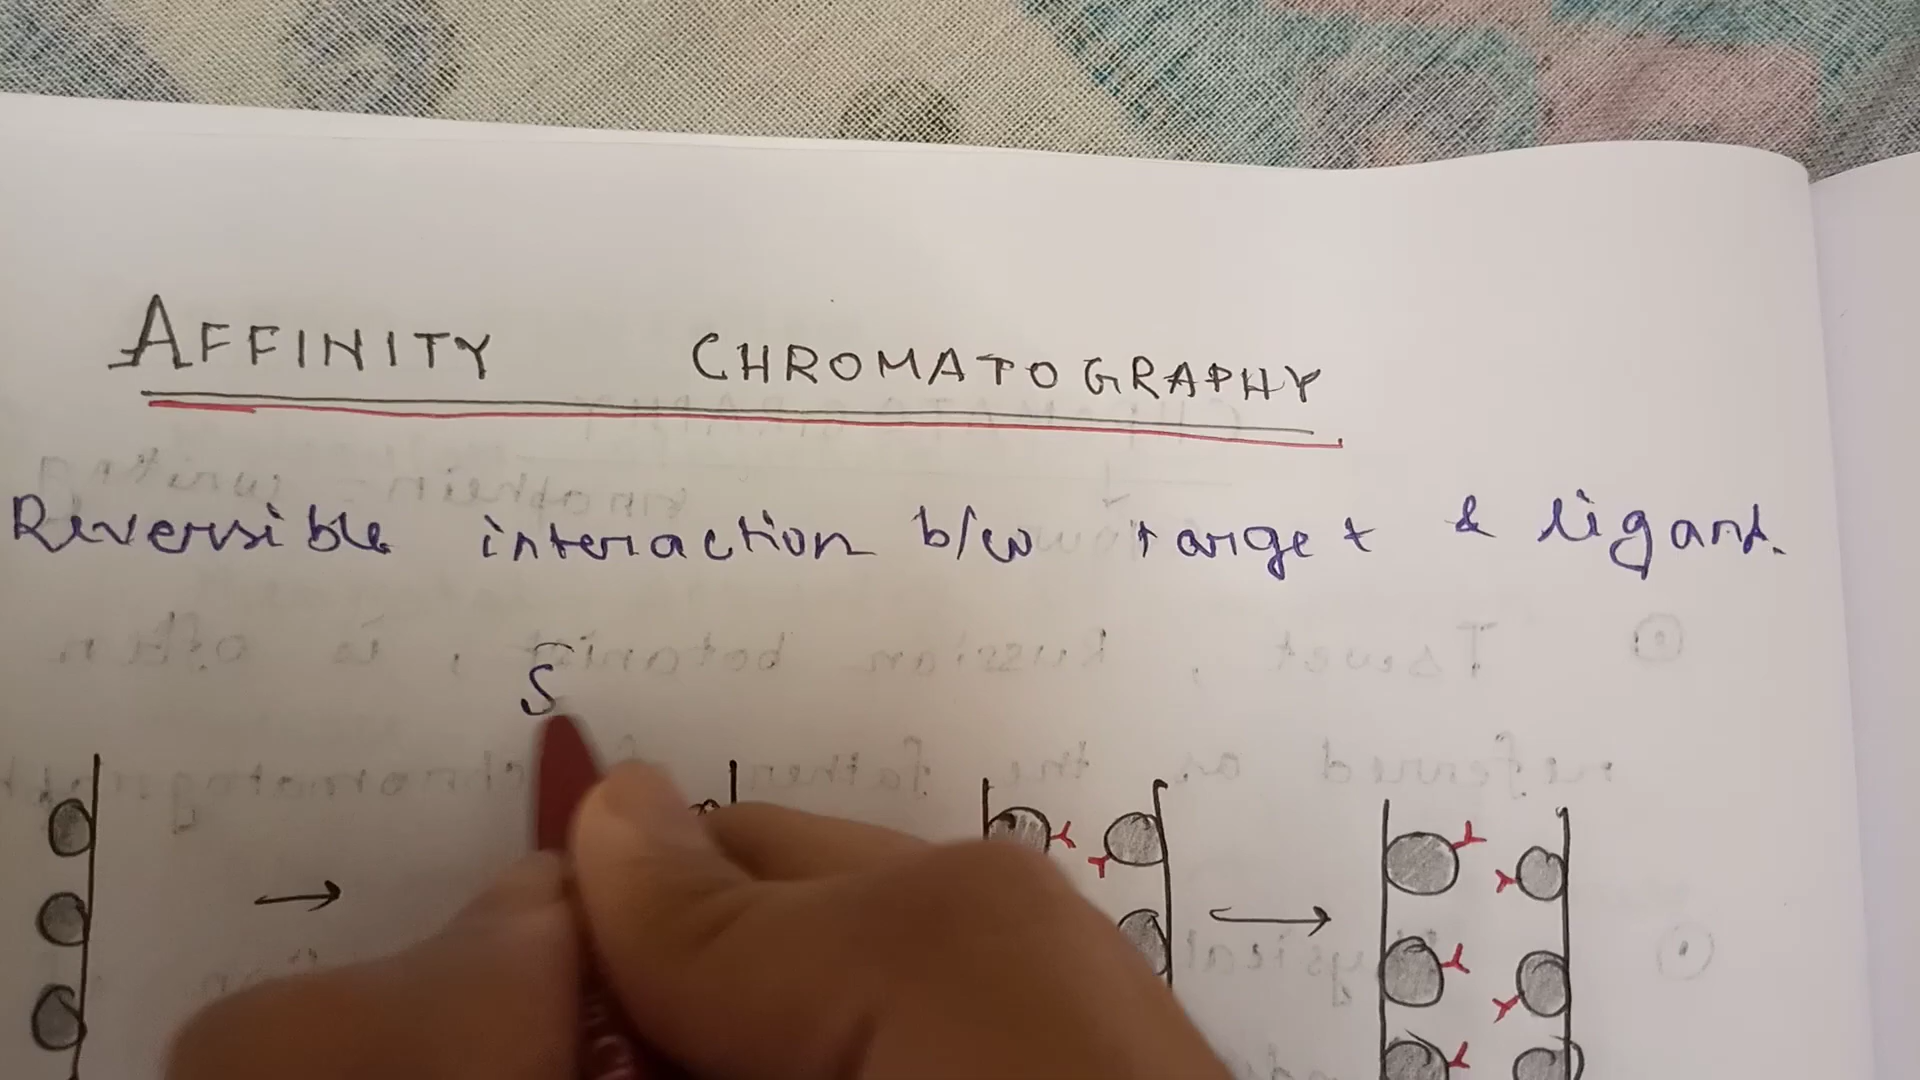 AFFINITY CHROMATOGRAPHY
Reversible interaction b/w target & ligand.
S